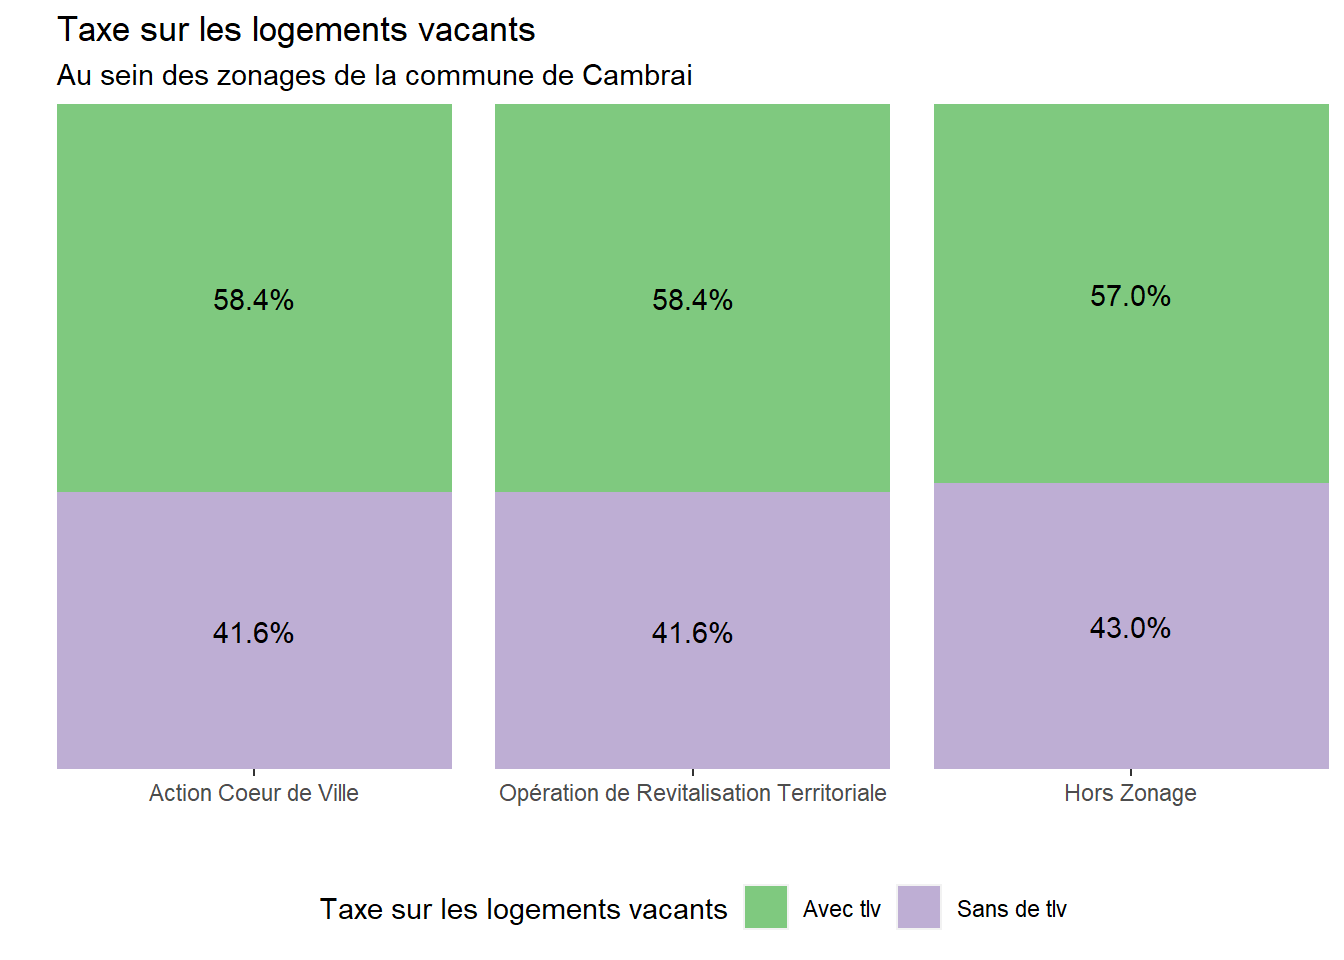 Taxe sur les logements vacants
Au sein des zonages de la commune de Cambrai
58.4% 58.4% 57.0%
41.6% 41.6% 43.0%
Action Coeur de Ville Opération de Revitalisation Territoriale Hors Zonage
Taxe sur les logements vacants Avec tlv Sans de tlv